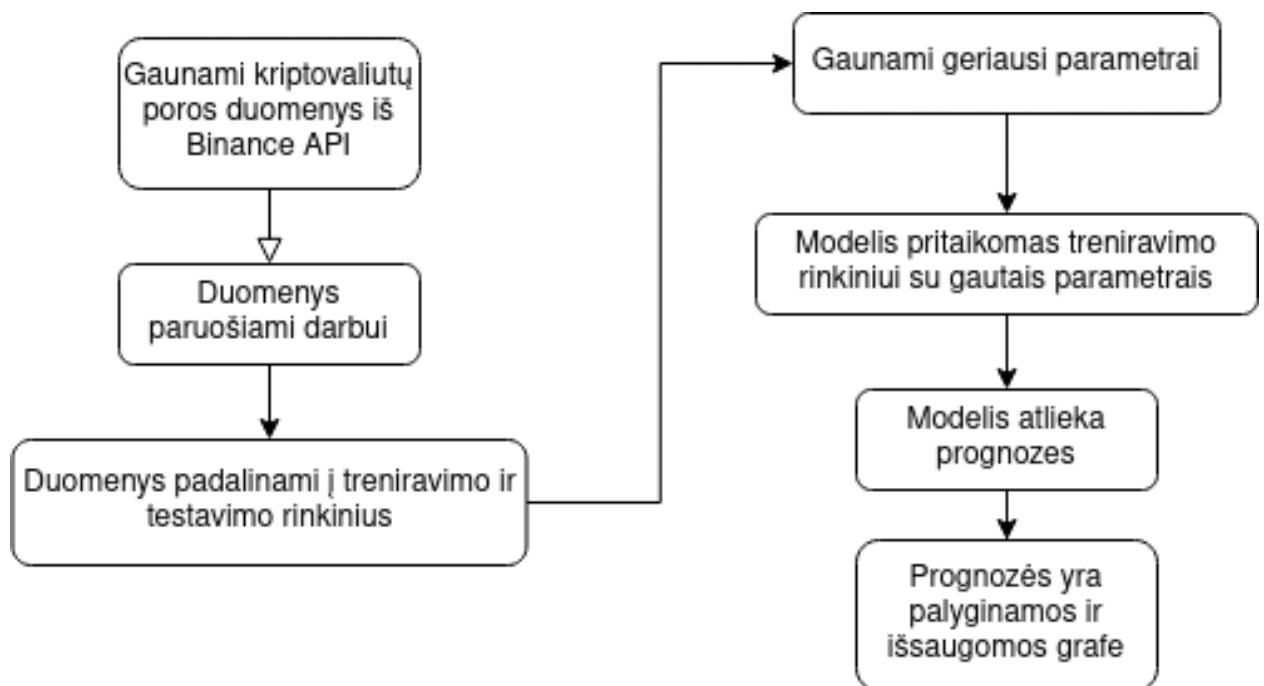 Gaunami kriptovaliutų
poros duomenys iš
Binance API
Duomenys
paruošiami darbui
Duomenys padalinami į treniravimo ir
testavimo rinkinius
Gaunami geriausi parametrai
Modelis pritaikomas treniravimo
rinkiniui su gautais parametrais
Modelis atlieka
prognozes
Prognozės yra
palyginamos ir
išsaugomos grafe